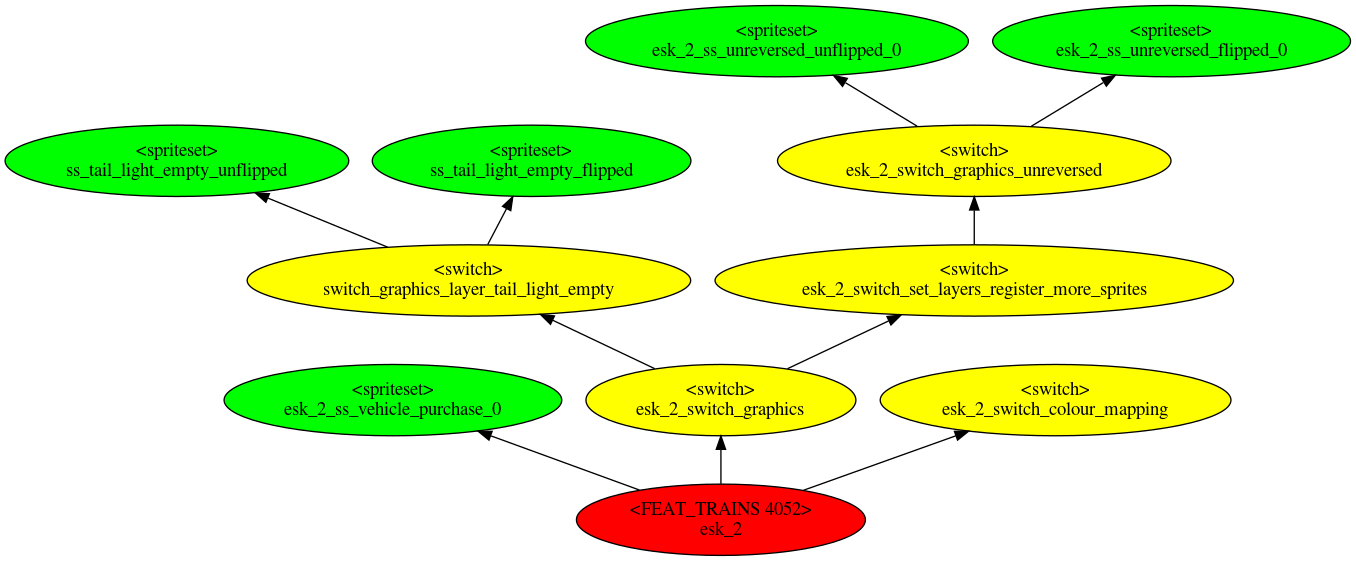 <spriteset>
esk_2_ss_unreversed_unflipped_0
<spriteset>
esk_2_ss_unreversed_flipped_0
<spriteset>
ss_tail_light_empty_unflipped
<spriteset>
ss_tail_light_empty_flipped
<switch>
esk_2_switch_graphics_unreversed
<switch>
switch_graphics_layer_tail_light_empty
<switch>
esk_2_switch_set_layers_register_more_sprites
<spriteset>
esk_2_ss_vehicle_purchase_0
<switch>
esk_2_switch_graphics
<switch>
esk_2_switch_colour_mapping
<FEAT_TRAINS 4052>
esk_2